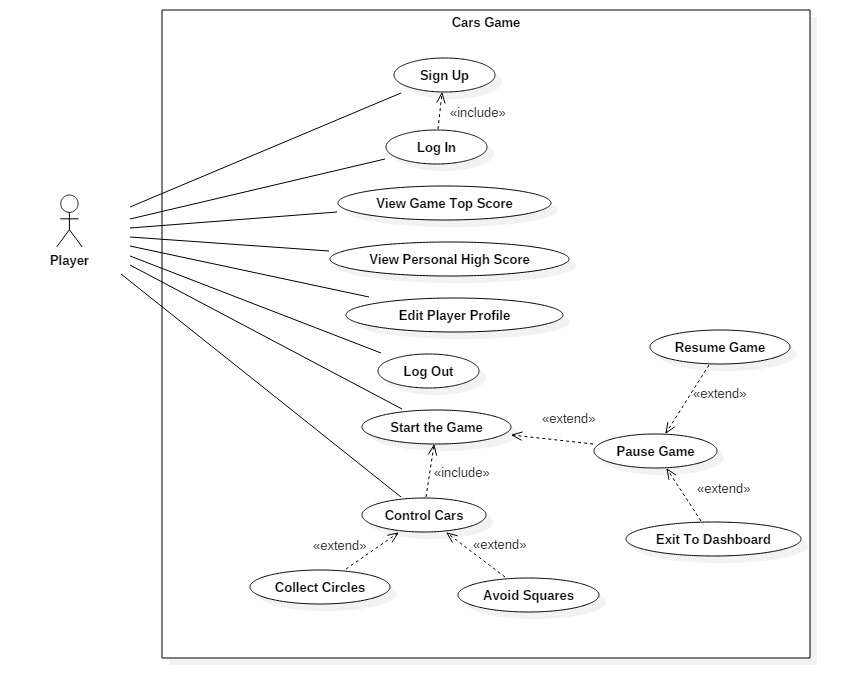 Cars Game
Sign Up
«include»
Log In
View Game Top Score
View Personal High Score
Player
Edit Player Profile
Resume Game
Log Out
«extend»
«extend»
Start the Game
Pause Game
«include»
«extend»
Control Cars
Exit To Dashboard
«extend»
«extend»
Collect Circles
Avoid Squares